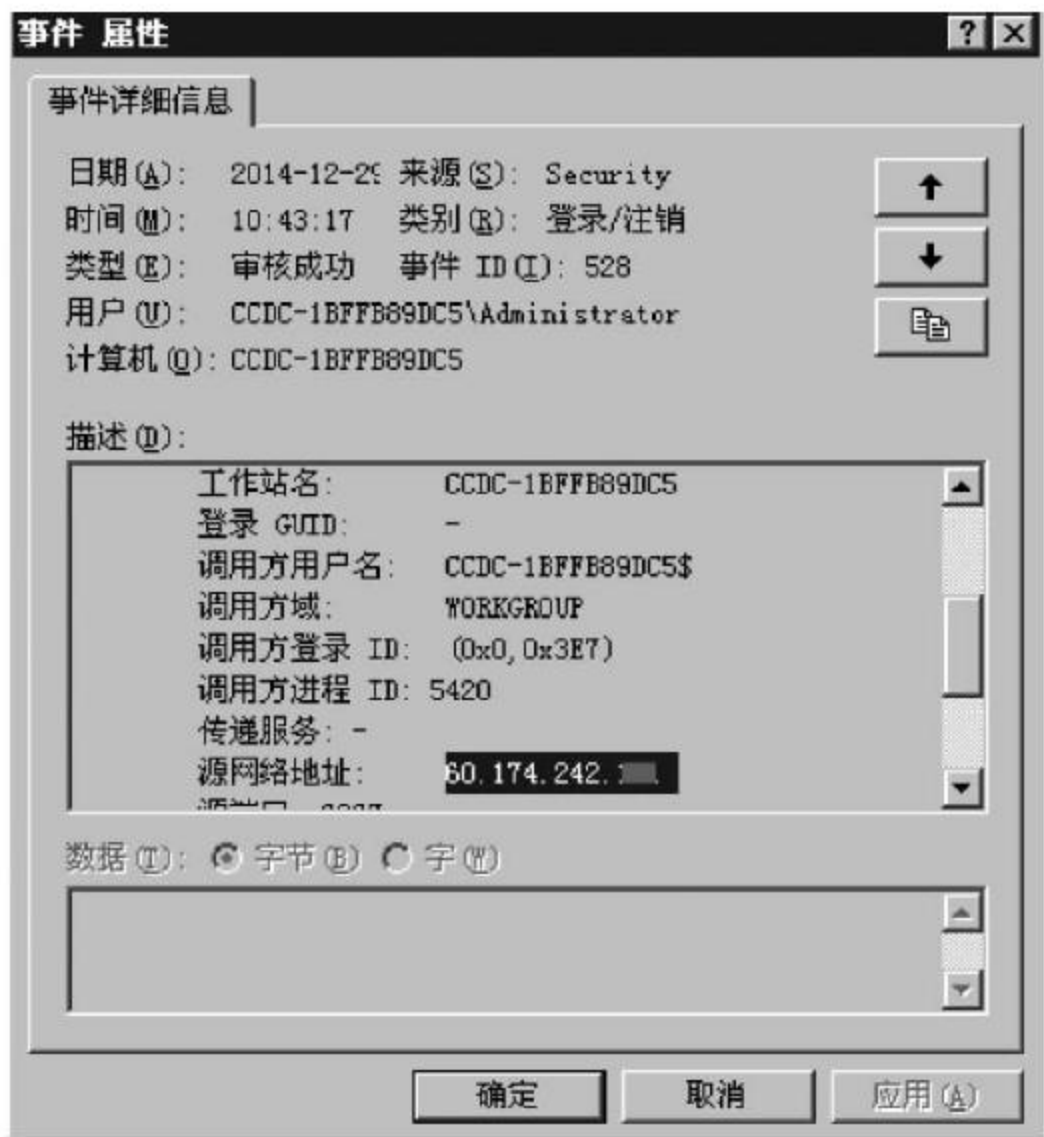 事件 属性
事件详细信息
日期(A): 2014-12-29 来源(S): Security
时间(M): 10:43:17 类别(R): 登录/注销
类型(E): 审核成功 事件 ID(I): 528
用户(U): CCDC-1BFFB89DC5\Administrator
计算机(O): CCDC-1BFFB89DC5
描述(D):
工作站名: CCDC-1BFFB89DC5
登录 GUID: -
调用方用户名: CCDC-1BFFB89DC5$
调用方域: WORKGROUP
调用方登录 ID: (0x0,0x3E7)
调用方进程 ID: 5420
传递服务: -
源网络地址: 60.174.242.
源端口:
数据(T): 字节(B) 字(W)
确定 取消 应用(A)